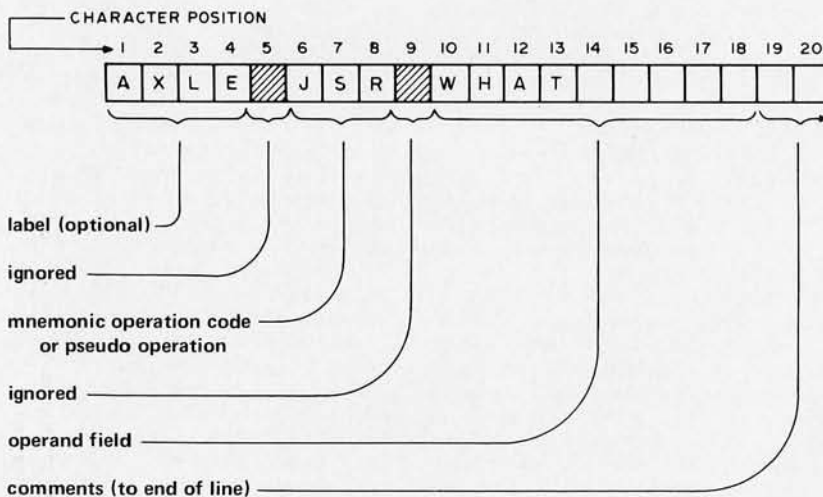 CHARACTER POSITION
1 2 3 4 5 6 7 8 9 10 11 12 13 14 15 16 17 18 19 20
A X L E J S R W H A T
label (optional)
ignored
mnemonic operation code
or pseudo operation
ignored
operand field
comments (to end of line)